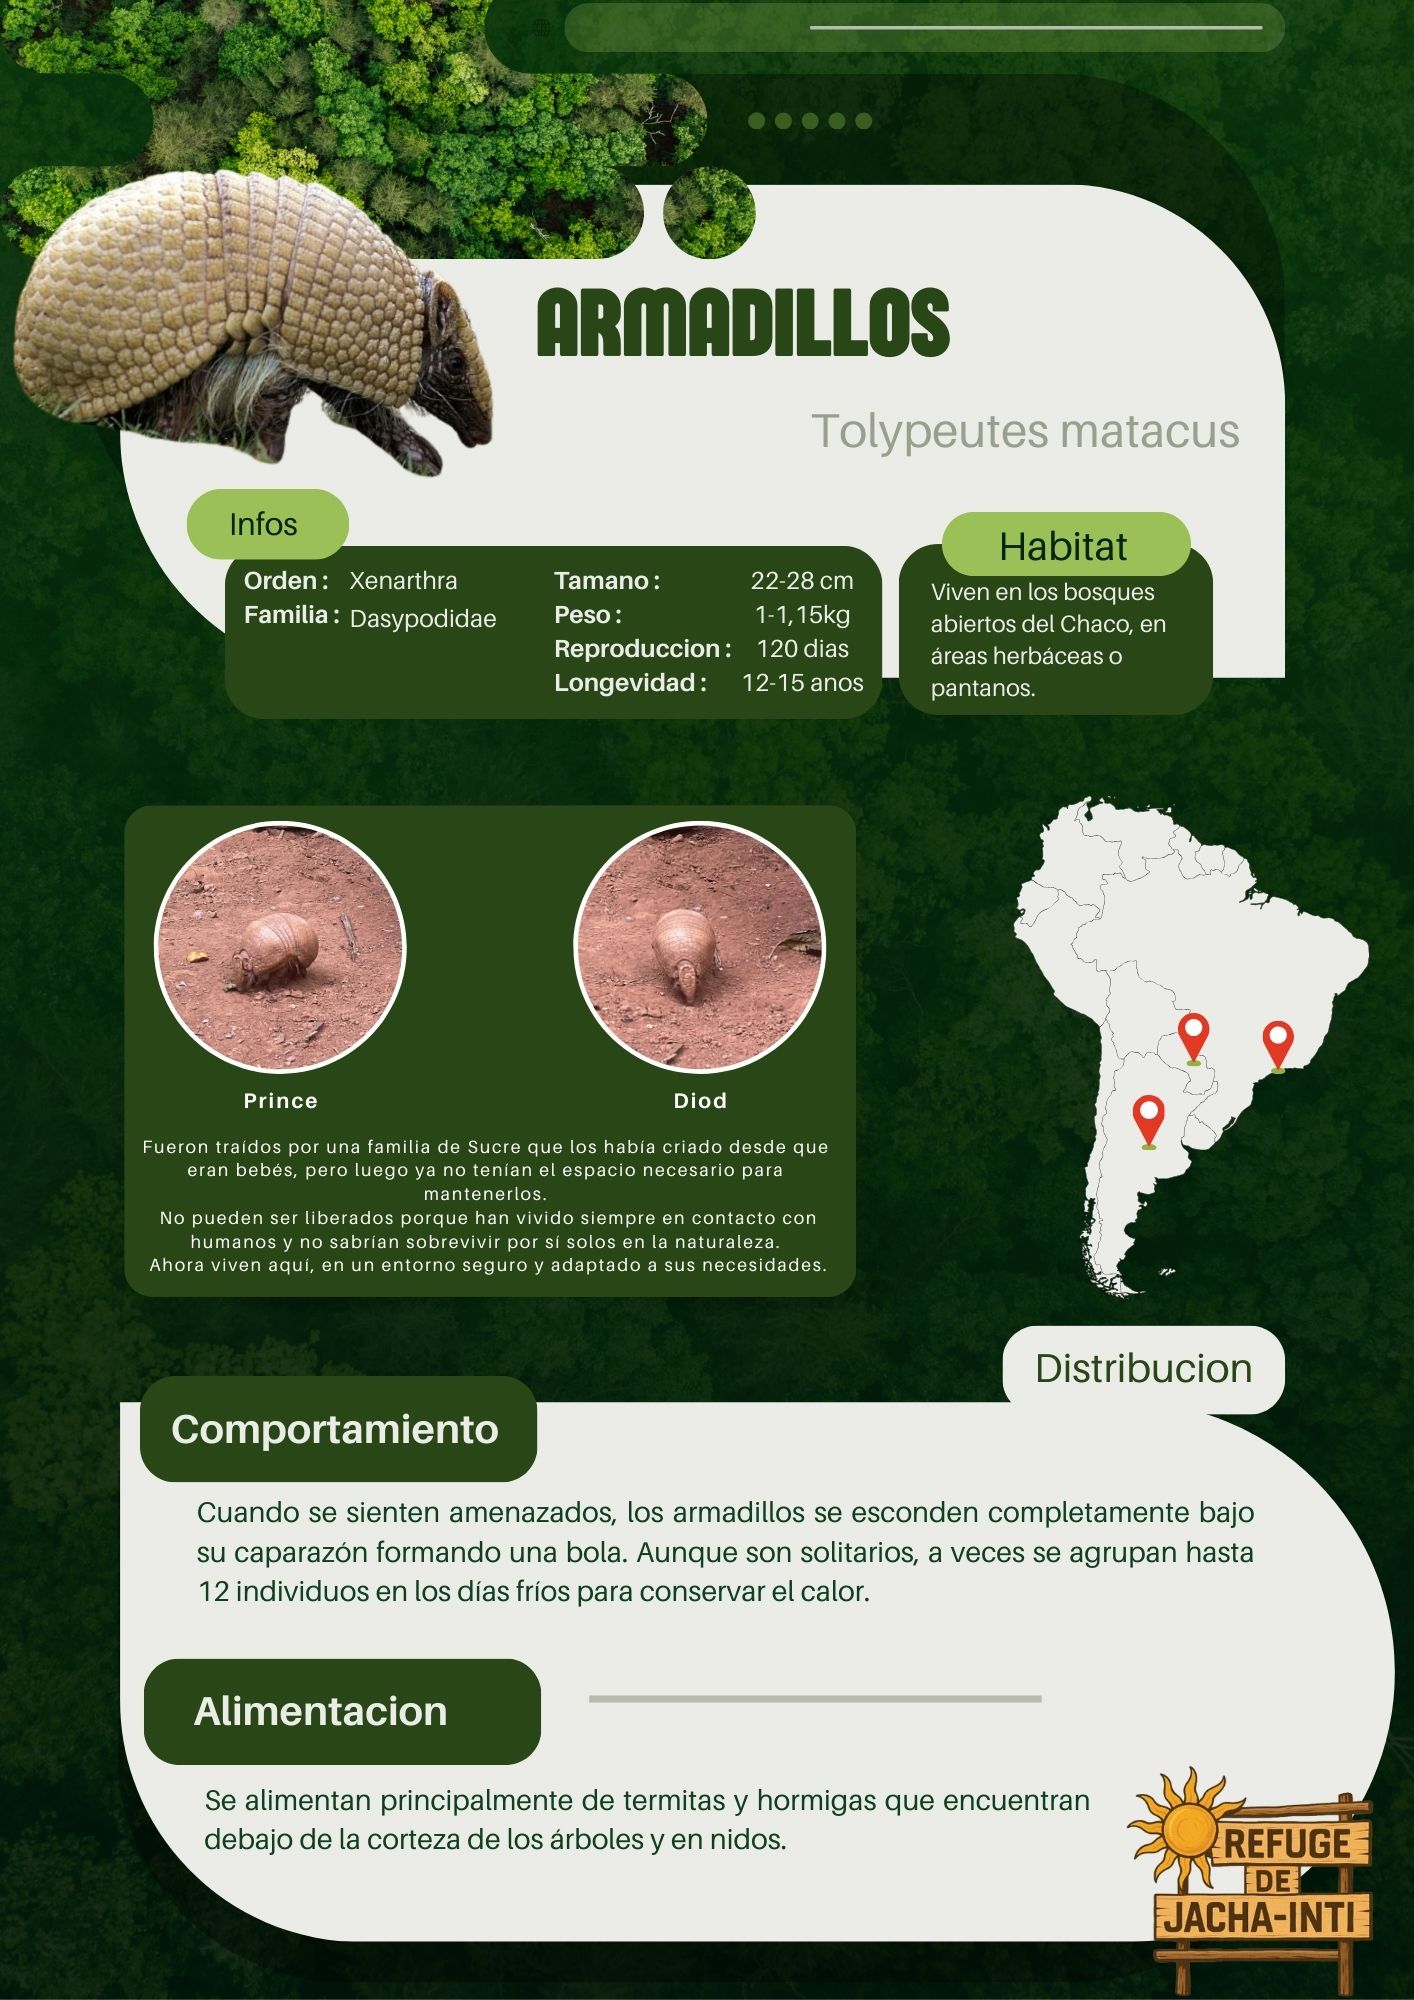 ARMADILLOS
Tolypeutes matacus
Infos
Orden : Xenarthra
Familia : Dasypodidae
Tamano : 22-28 cm
Peso : 1-1,15kg
Reproduccion : 120 dias
Longevidad : 12-15 anos
Habitat
Viven en los bosques
abiertos del Chaco, en
áreas herbáceas o
pantanos.
Prince
Diod
Fueron traídos por una familia de Sucre que los había criado desde que
eran bebés, pero luego ya no tenían el espacio necesario para
mantenerlos.
No pueden ser liberados porque han vivido siempre en contacto con
humanos y no sabrían sobrevivir por sí solos en la naturaleza.
Ahora viven aquí, en un entorno seguro y adaptado a sus necesidades.
Distribucion
Comportamiento
Cuando se sienten amenazados, los armadillos se esconden completamente bajo
su caparazón formando una bola. Aunque son solitarios, a veces se agrupan hasta
12 individuos en los días fríos para conservar el calor.
Alimentacion
Se alimentan principalmente de termitas y hormigas que encuentran
debajo de la corteza de los árboles y en nidos.
REFUGE
DE
JACHA-INTI